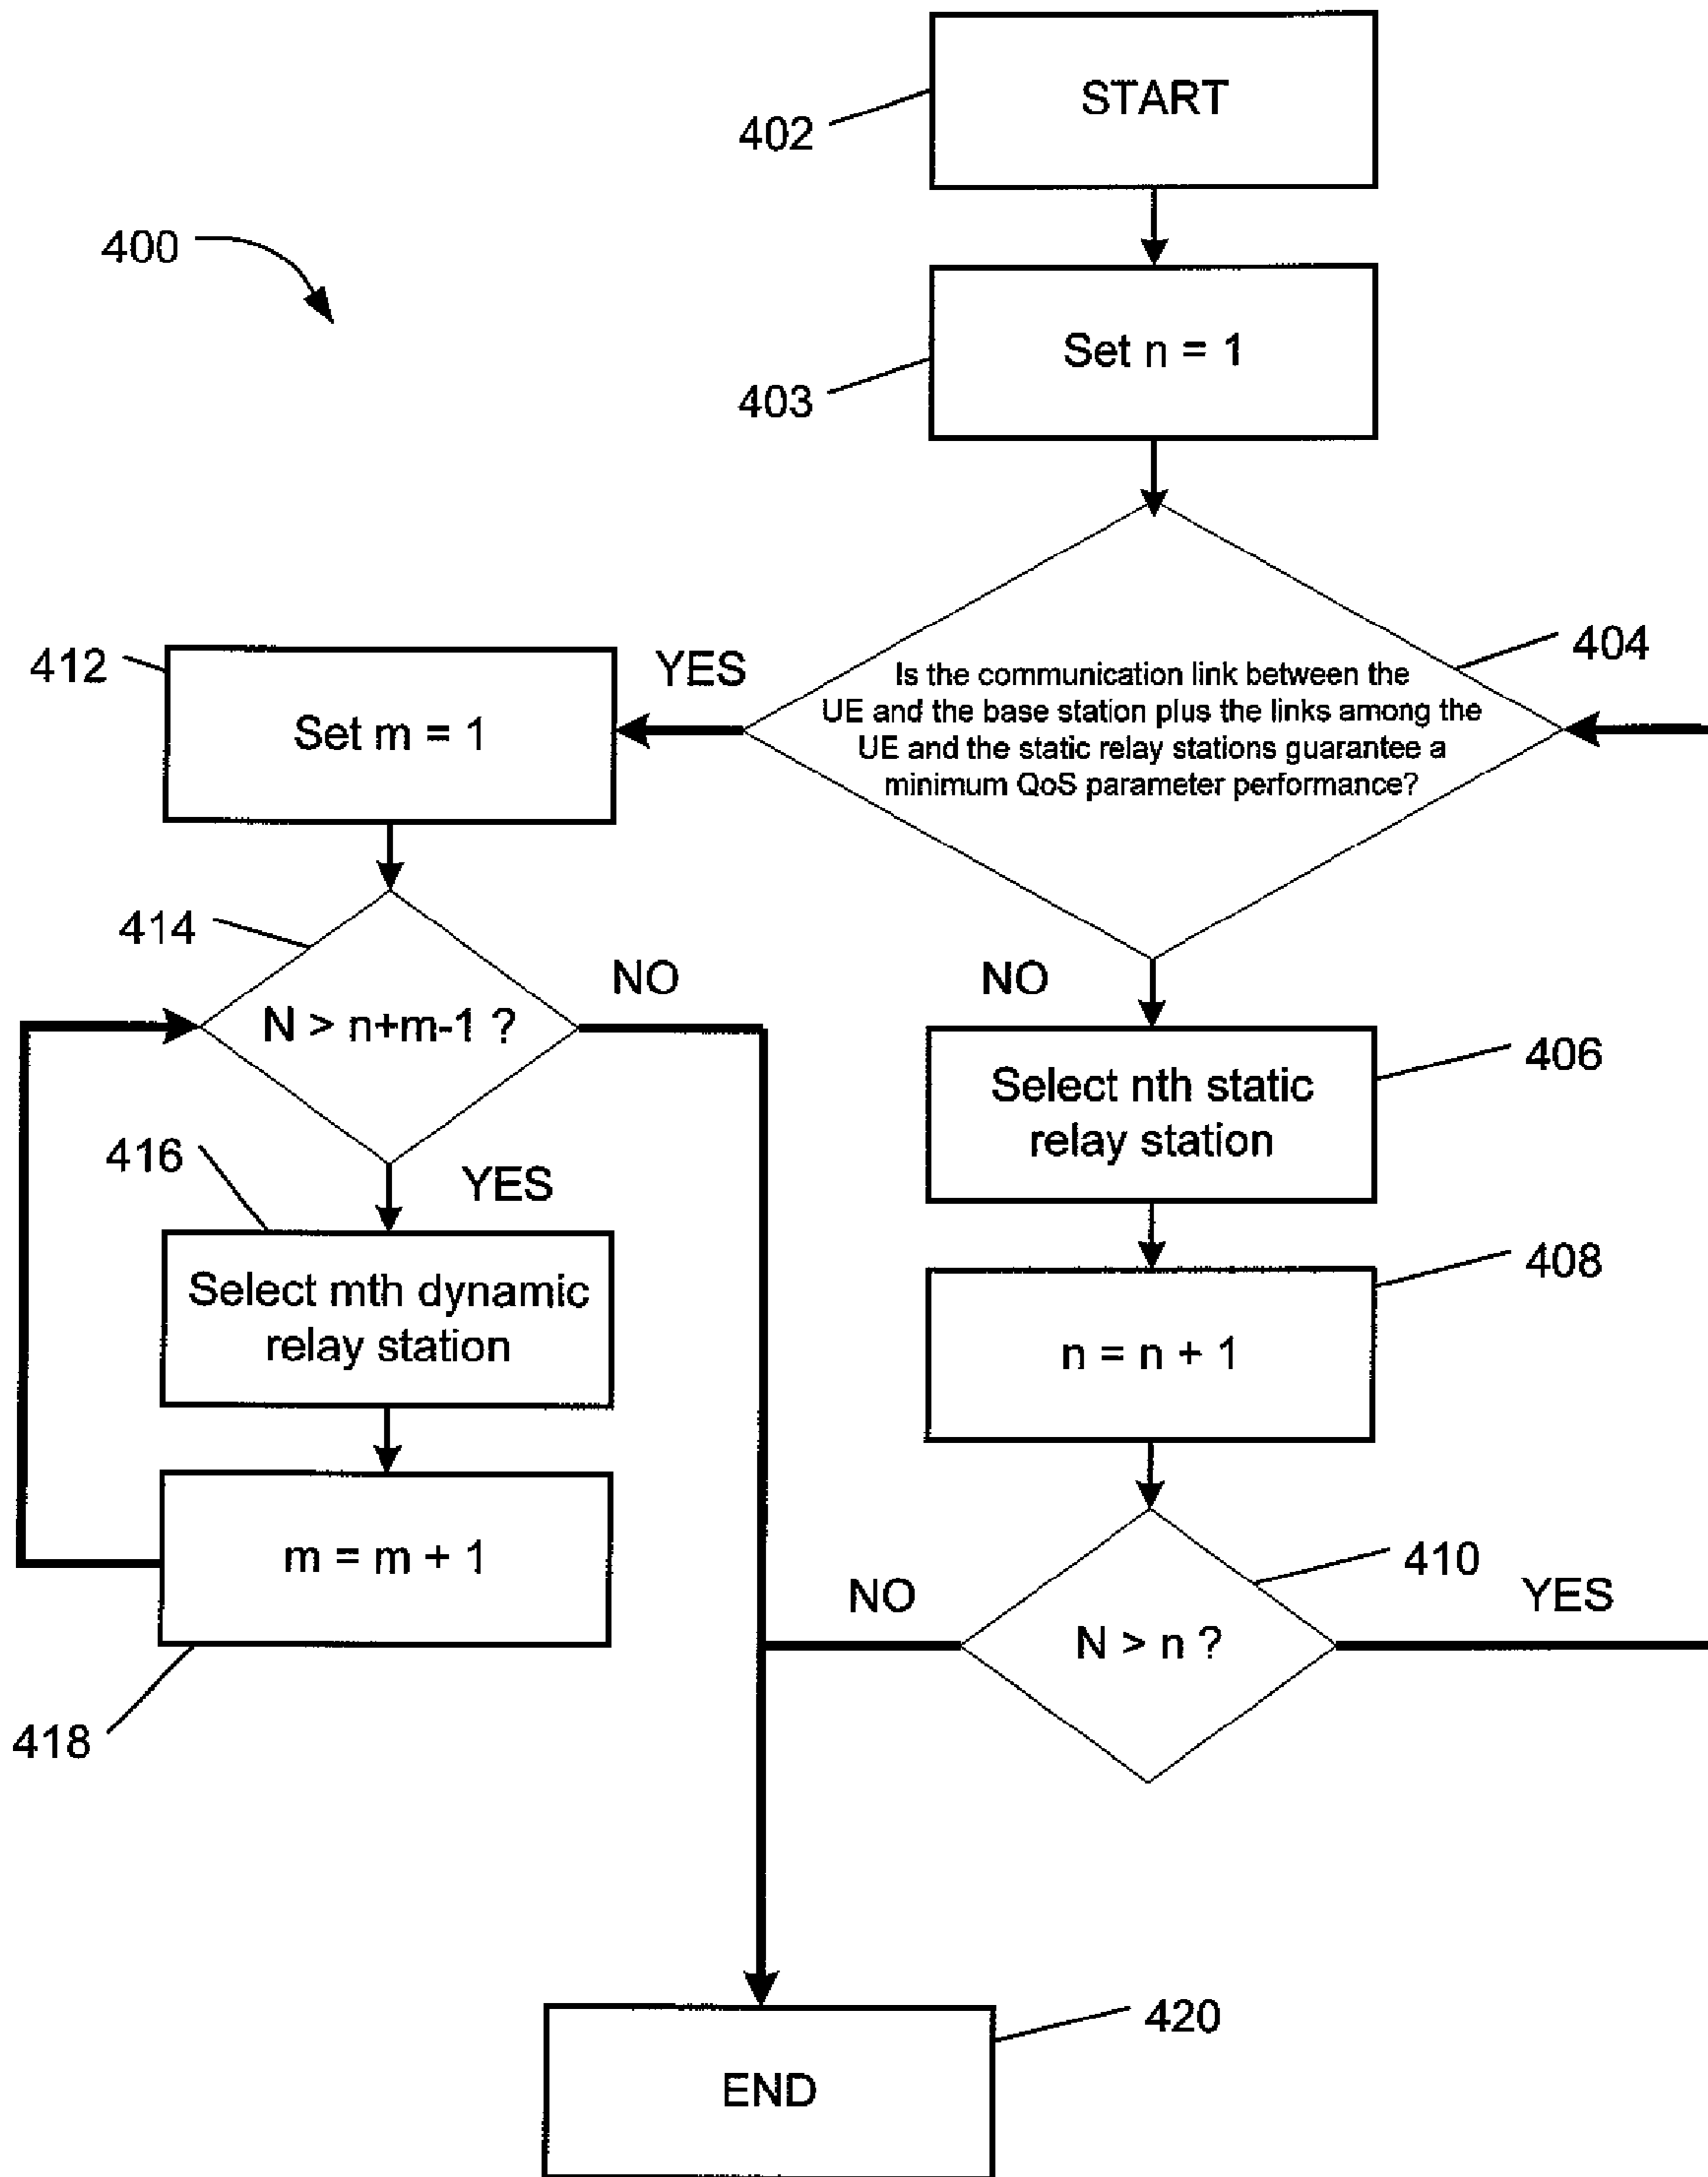 START
402
400
Set n = 1
403
Is the communication link between the
UE and the base station plus the links among the
UE and the static relay stations guarantee a
minimum QoS parameter performance?
404
YES
412
Set m = 1
414
N > n+m-1 ?
NO
NO
Select nth static
relay station
406
416
YES
Select mth dynamic
relay station
n = n + 1
408
m = m + 1
418
N > n ?
410
NO
YES
END
420